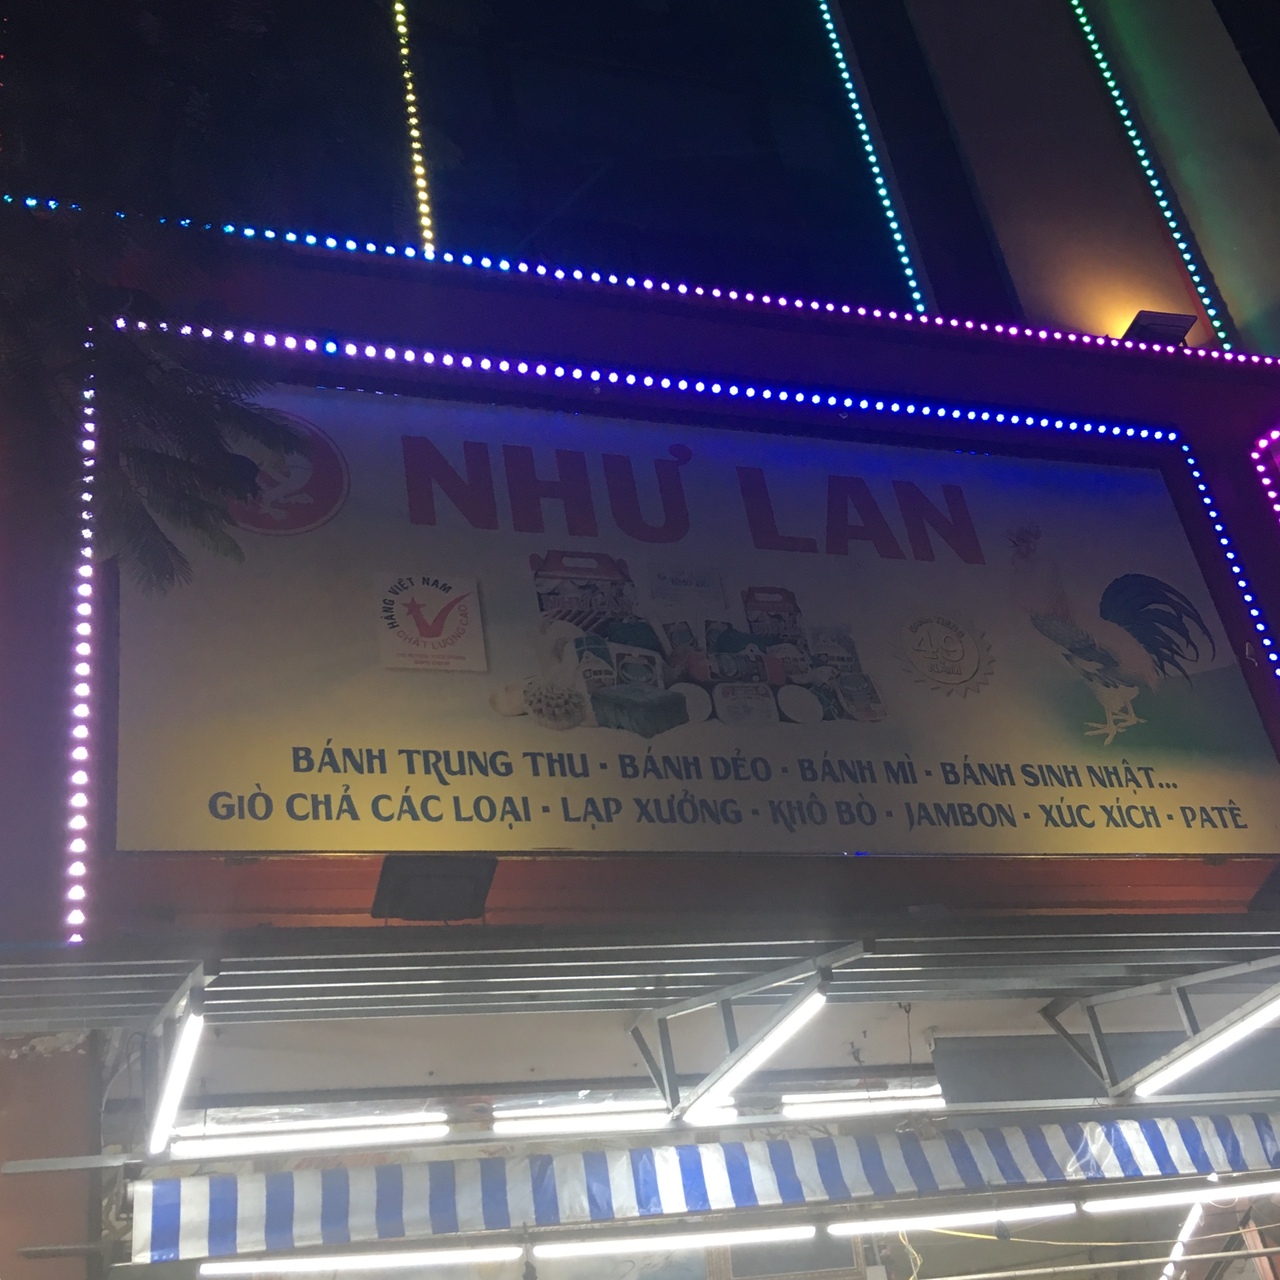 NHƯ LAN
HÀNG VIỆT NAM
CHẤT LƯỢNG CAO
49
NĂM
BÁNH TRUNG THU • BÁNH DẺO • BÁNH MÌ • BÁNH SINH NHẬT...
GIÒ CHẢ CÁC LOẠI • LẠP XƯỞNG • KHÔ BÒ • JAMBON • XÚC XÍCH • PATÊ